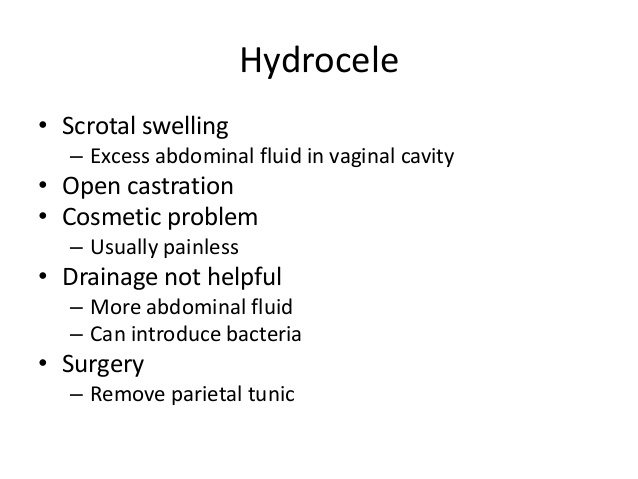 Hydrocele
• Scrotal swelling
– Excess abdominal fluid in vaginal cavity
• Open castration
• Cosmetic problem
– Usually painless
• Drainage not helpful
– More abdominal fluid
– Can introduce bacteria
• Surgery
– Remove parietal tunic